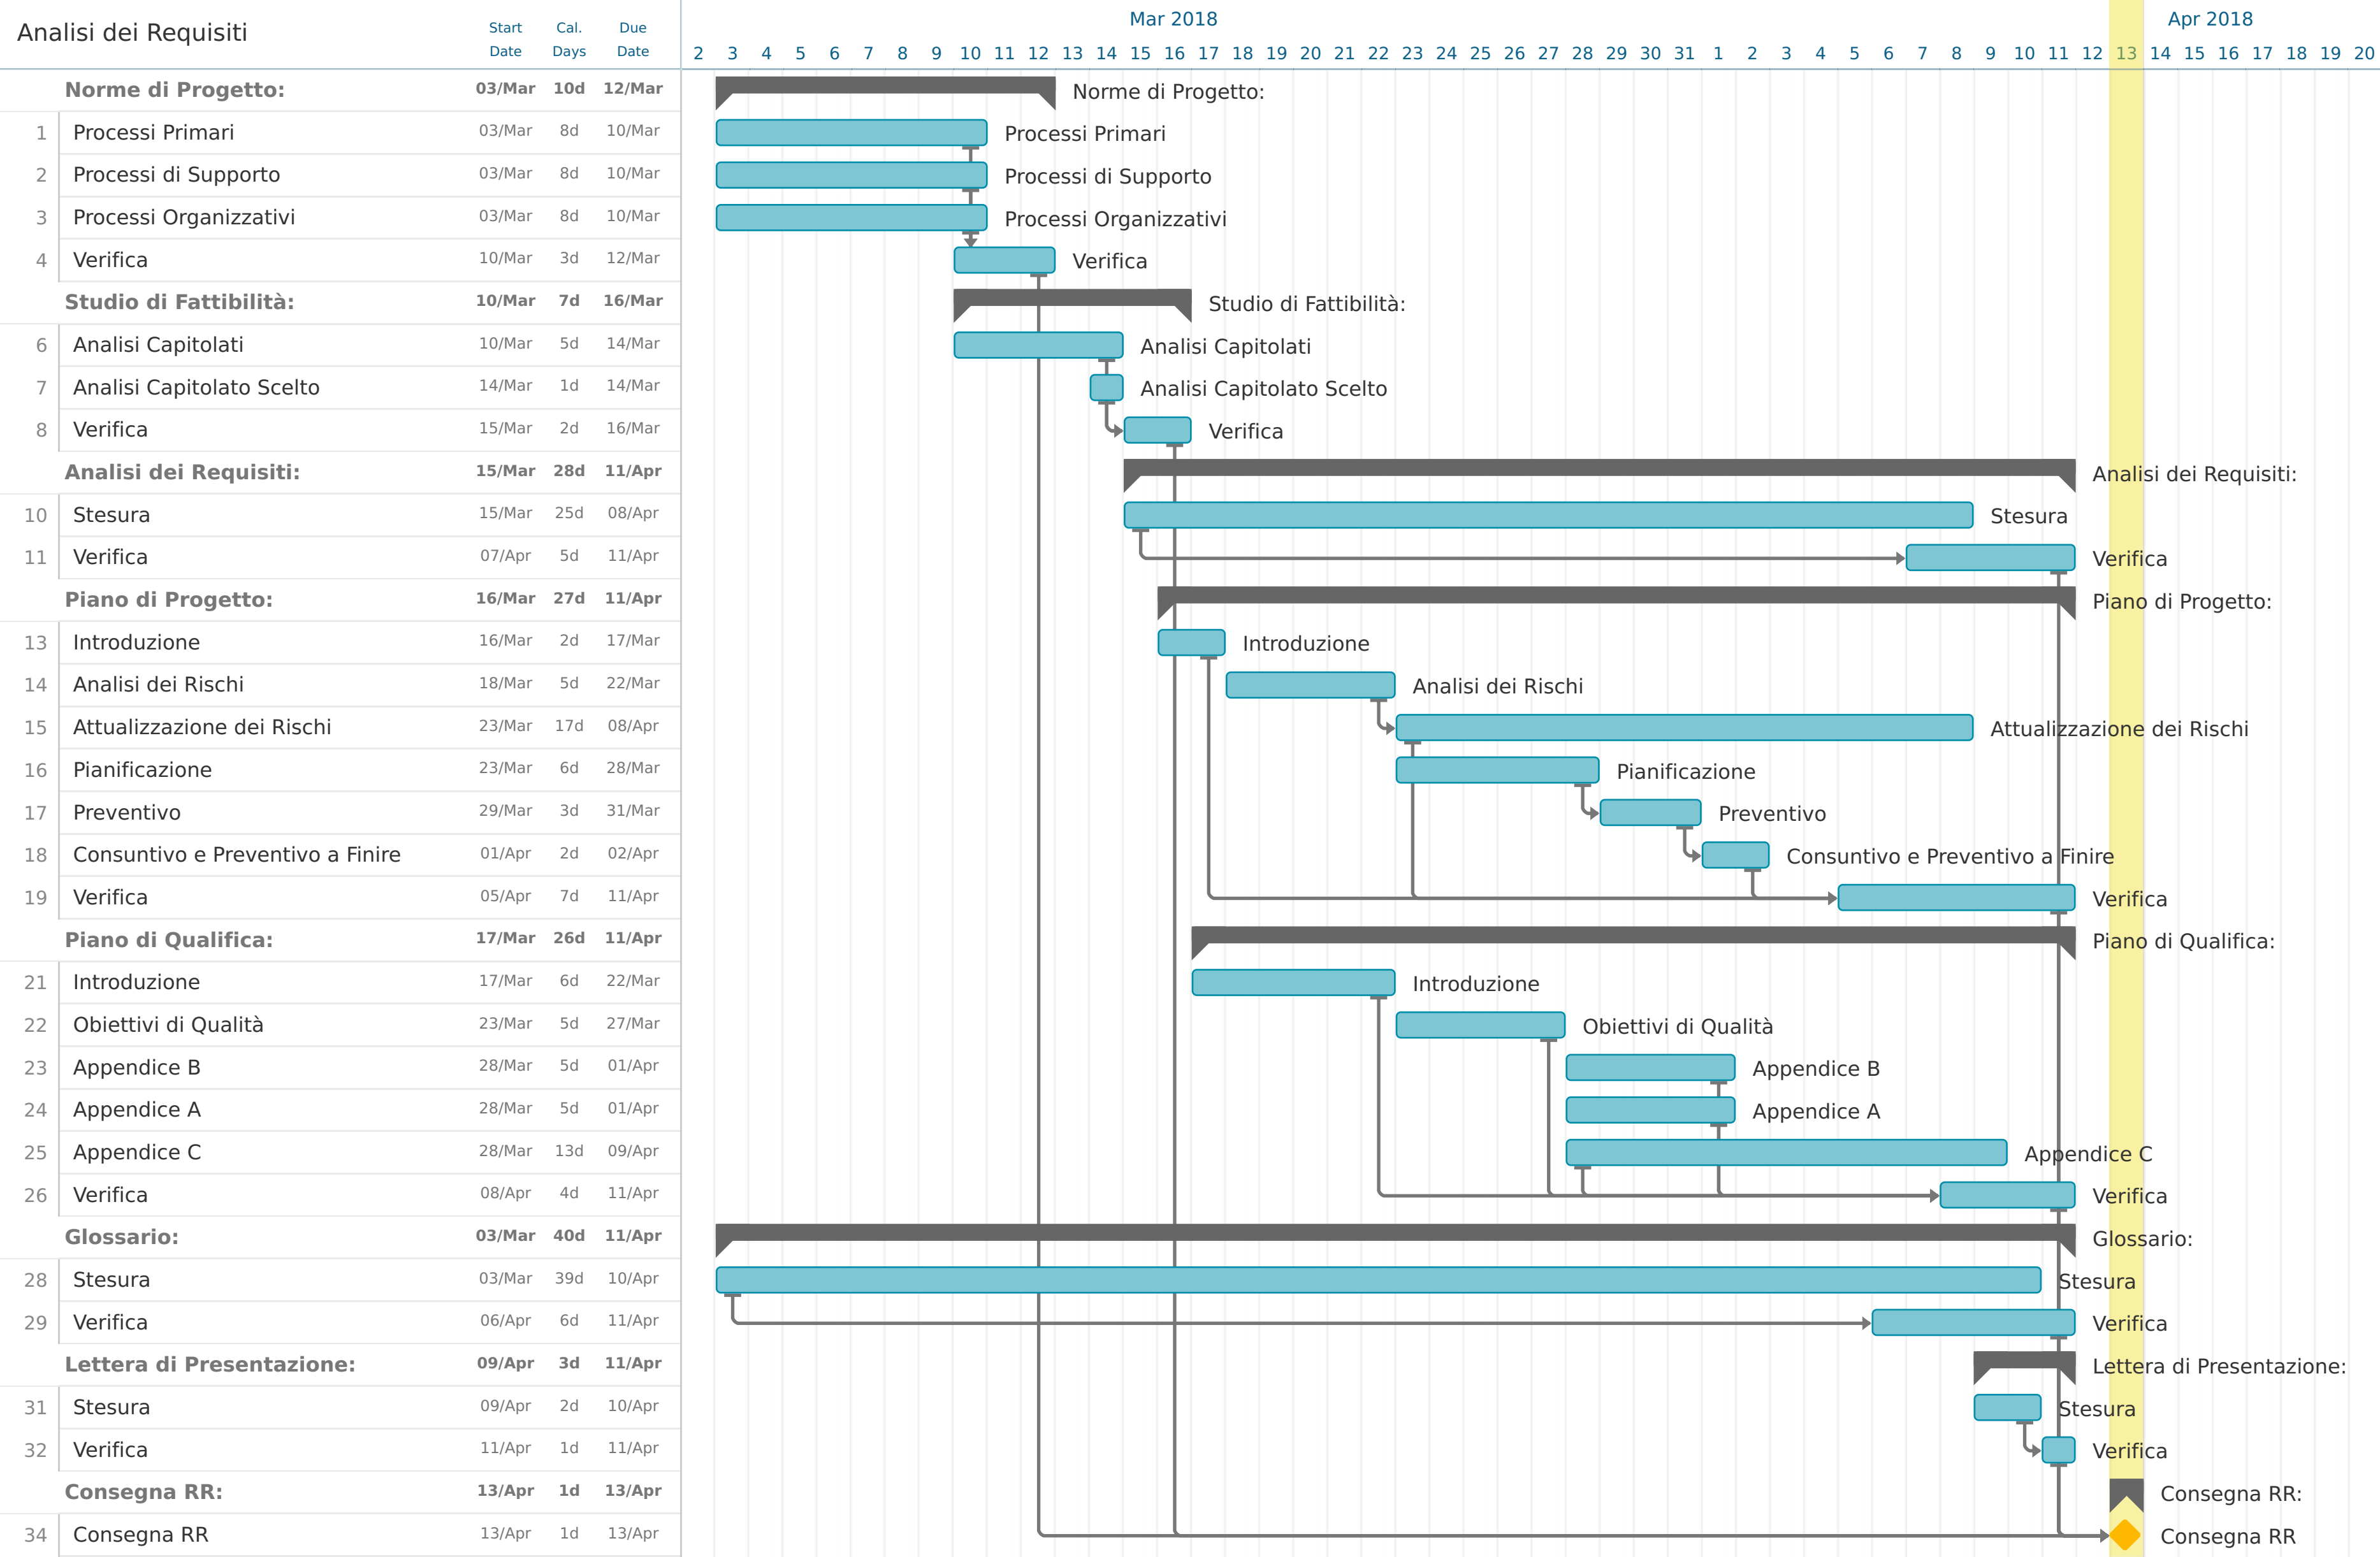 Analisi dei Requisiti Start Date Cal. Days Due Date
Mar 2018 Apr 2018
2 3 4 5 6 7 8 9 10 11 12 13 14 15 16 17 18 19 20 21 22 23 24 25 26 27 28 29 30 31 1 2 3 4 5 6 7 8 9 10 11 12 13 14 15 16 17 18 19 20
Norme di Progetto: 03/Mar 10d 12/Mar Norme di Progetto:
1 Processi Primari 03/Mar 8d 10/Mar Processi Primari
2 Processi di Supporto 03/Mar 8d 10/Mar Processi di Supporto
3 Processi Organizzativi 03/Mar 8d 10/Mar Processi Organizzativi
4 Verifica 10/Mar 3d 12/Mar Verifica
Studio di Fattibilità: 10/Mar 7d 16/Mar Studio di Fattibilità:
6 Analisi Capitolati 10/Mar 5d 14/Mar Analisi Capitolati
7 Analisi Capitolato Scelto 14/Mar 1d 14/Mar Analisi Capitolato Scelto
8 Verifica 15/Mar 2d 16/Mar Verifica
Analisi dei Requisiti: 15/Mar 28d 11/Apr Analisi dei Requisiti:
10 Stesura 15/Mar 25d 08/Apr Stesura
11 Verifica 07/Apr 5d 11/Apr Verifica
Piano di Progetto: 16/Mar 27d 11/Apr Piano di Progetto:
13 Introduzione 16/Mar 2d 17/Mar Introduzione
14 Analisi dei Rischi 18/Mar 5d 22/Mar Analisi dei Rischi
15 Attualizzazione dei Rischi 23/Mar 17d 08/Apr Attualizzazione dei Rischi
16 Pianificazione 23/Mar 6d 28/Mar Pianificazione
17 Preventivo 29/Mar 3d 31/Mar Preventivo
18 Consuntivo e Preventivo a Finire 01/Apr 2d 02/Apr Consuntivo e Preventivo a Finire
19 Verifica 05/Apr 7d 11/Apr Verifica
Piano di Qualifica: 17/Mar 26d 11/Apr Piano di Qualifica:
21 Introduzione 17/Mar 6d 22/Mar Introduzione
22 Obiettivi di Qualità 23/Mar 5d 27/Mar Obiettivi di Qualità
23 Appendice B 28/Mar 5d 01/Apr Appendice B
24 Appendice A 28/Mar 5d 01/Apr Appendice A
25 Appendice C 28/Mar 13d 09/Apr Appendice C
26 Verifica 08/Apr 4d 11/Apr Verifica
Glossario: 03/Mar 40d 11/Apr Glossario:
28 Stesura 03/Mar 39d 10/Apr Stesura
29 Verifica 06/Apr 6d 11/Apr Verifica
Lettera di Presentazione: 09/Apr 3d 11/Apr Lettera di Presentazione:
31 Stesura 09/Apr 2d 10/Apr Stesura
32 Verifica 11/Apr 1d 11/Apr Verifica
Consegna RR: 13/Apr 1d 13/Apr Consegna RR:
34 Consegna RR 13/Apr 1d 13/Apr Consegna RR